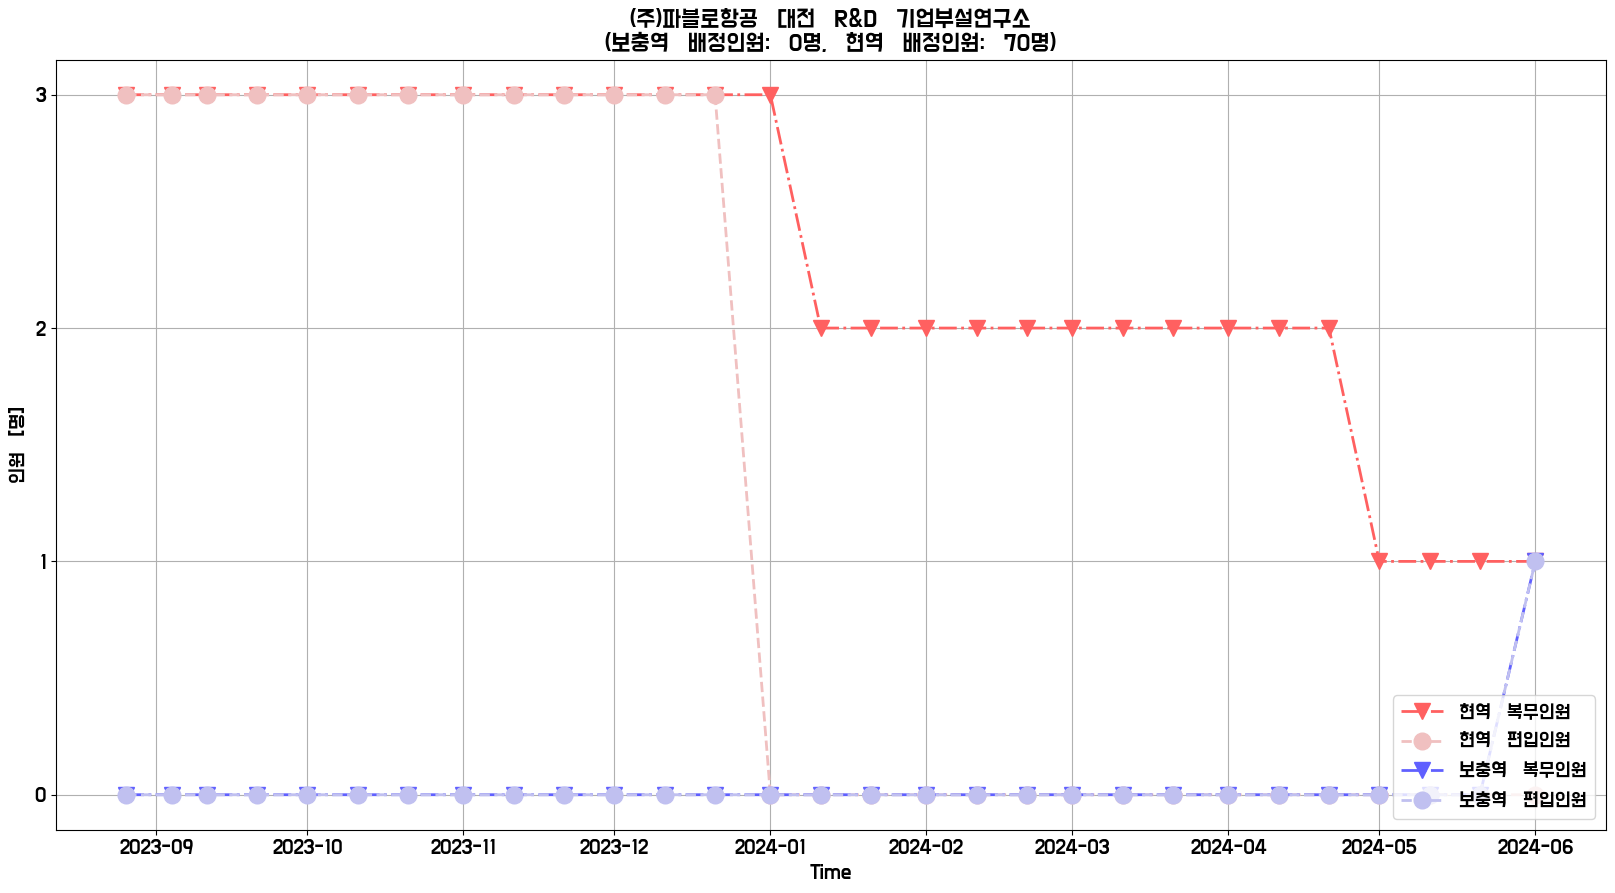 (주)파블로항공 대전 R&D 기업부설연구소
(보충역 배정인원: 0명, 현역 배정인원: 70명)
3
2
1
0
인원 [명]
2023-09 2023-10 2023-11 2023-12 2024-01 2024-02 2024-03 2024-04 2024-05 2024-06
Time
현역 복무인원
현역 편입인원
보충역 복무인원
보충역 편입인원